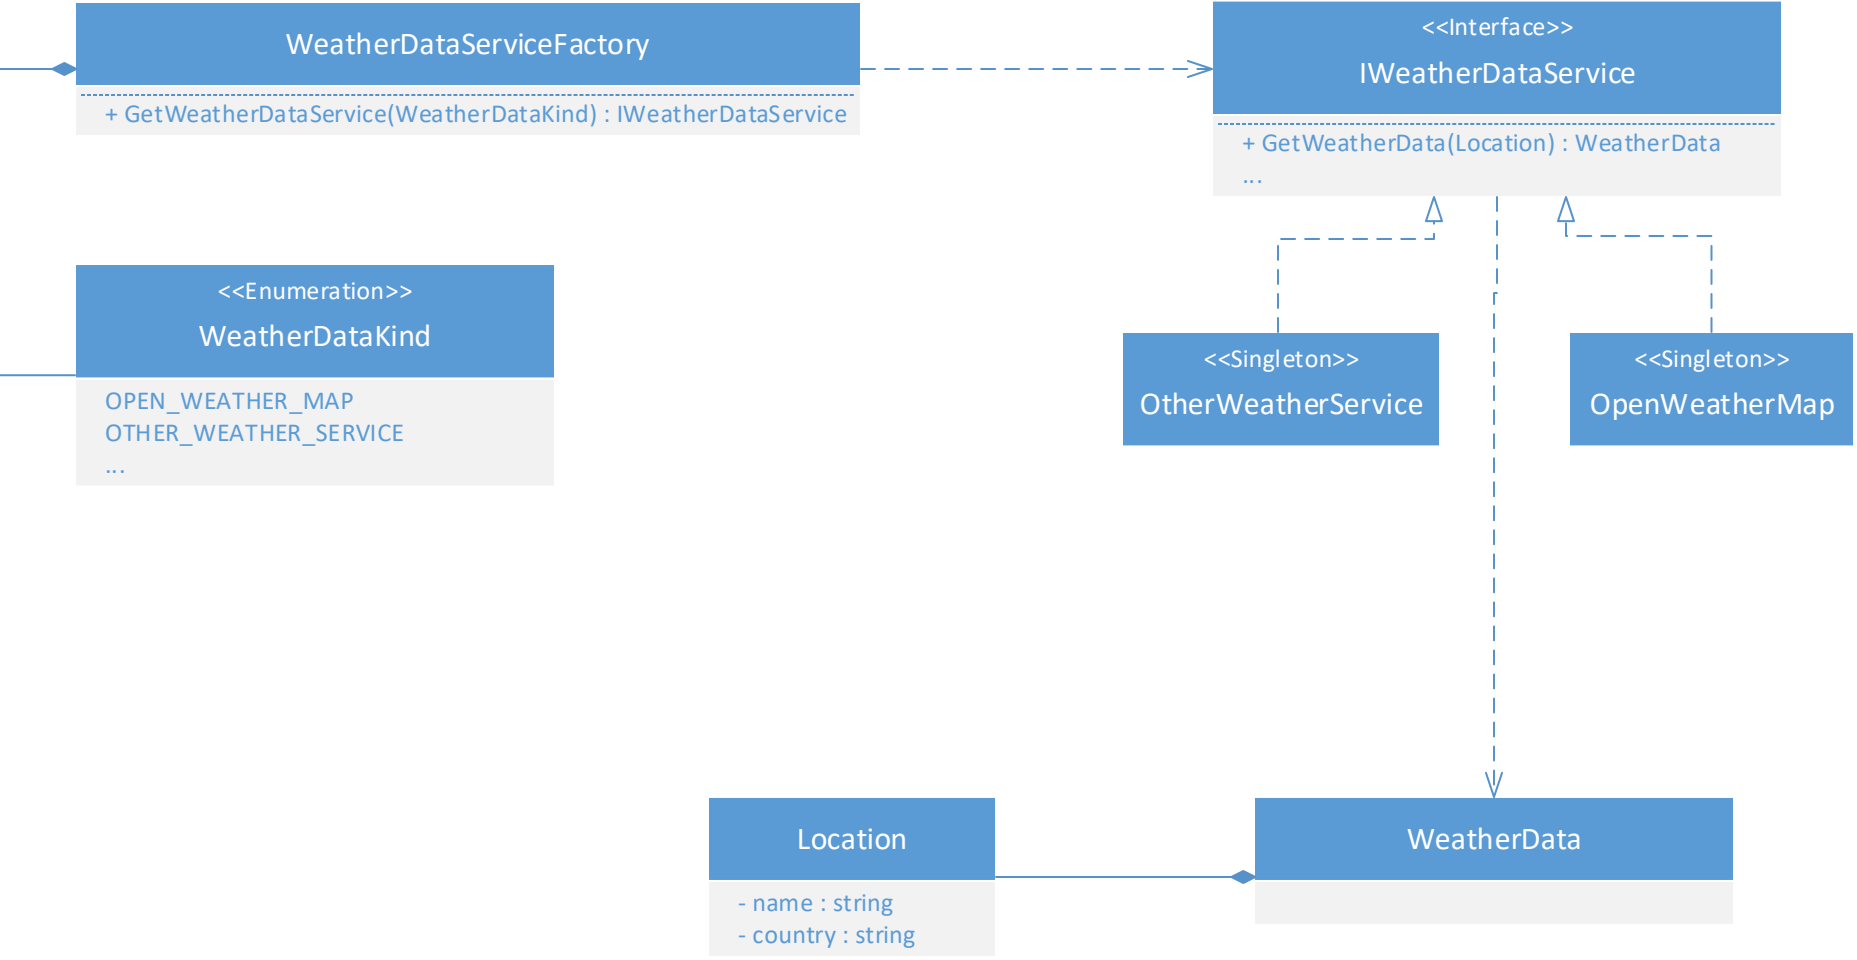 WeatherDataServiceFactory
+ GetWeatherDataService(WeatherDataKind) : IWeatherDataService
<<Interface>>
IWeatherDataService
+ GetWeatherData(Location) : WeatherData
...
<<Enumeration>>
WeatherDataKind
OPEN_WEATHER_MAP
OTHER_WEATHER_SERVICE
...
<<Singleton>>
OtherWeatherService
<<Singleton>>
OpenWeatherMap
Location
- name : string
- country : string
WeatherData